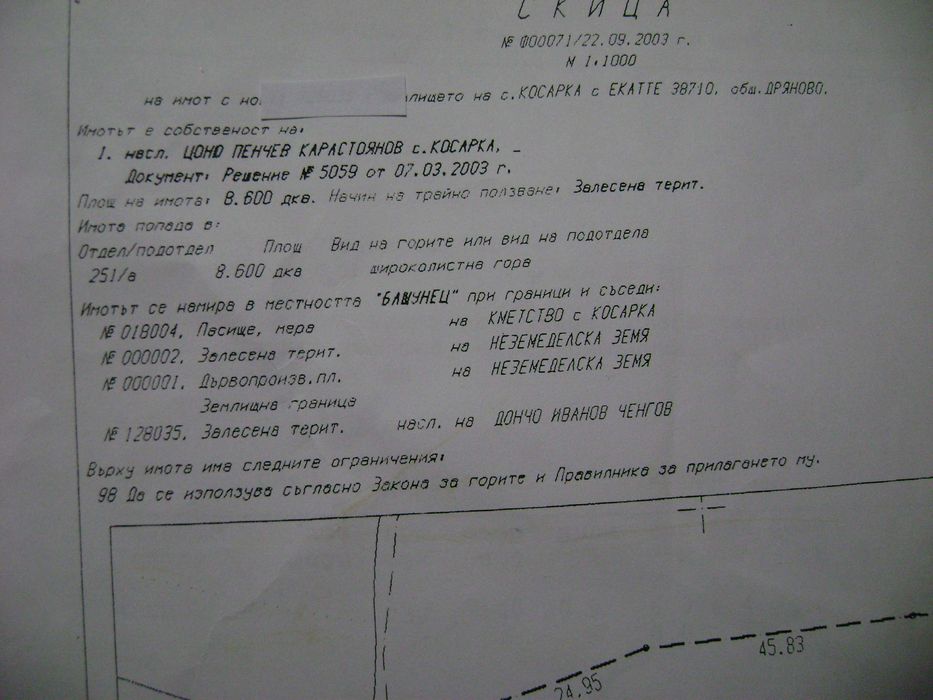 СКИЦА
№ Ф00071/22.09.2003 г.
М 1:1000
на имот с но. лището на с.КОСАРКА с ЕКАТТЕ 38710, общ.ДРЯНОВО.
Имотът е собственост на:
1. насл. ЦОНЮ ПЕНЧЕВ КАРАСТОЯНОВ с.КОСАРКА, _
Документ: Решение № 5059 от 07.03.2003 г.
Площ на имота: 8.600 дка. Начин на трайно ползване: Залесена терит.
Имота попада в:
Отдел/подотдел Площ Вид на горите или вид на подотдела
251/а 8.600 дка широколистна гора
Имотът се намира в местността "БАШУНЕЦ" при граници и съседи:
№ 018004, Пасище, мера на КМЕТСТВО с КОСАРКА
№ 000002, Залесена терит. на НЕЗЕМЕДЕЛСКА ЗЕМЯ
№ 000001, Дървопроизв.пл. на НЕЗЕМЕДЕЛСКА ЗЕМЯ
Землищна граница
№ 128035, Залесена терит. насл. на ДОНЧО ИВАНОВ ЧЕНГОВ
Върху имота има следните ограничения:
98 Да се използува съгласно Закона за горите и Правилника за прилагането му.
45.83
24.95